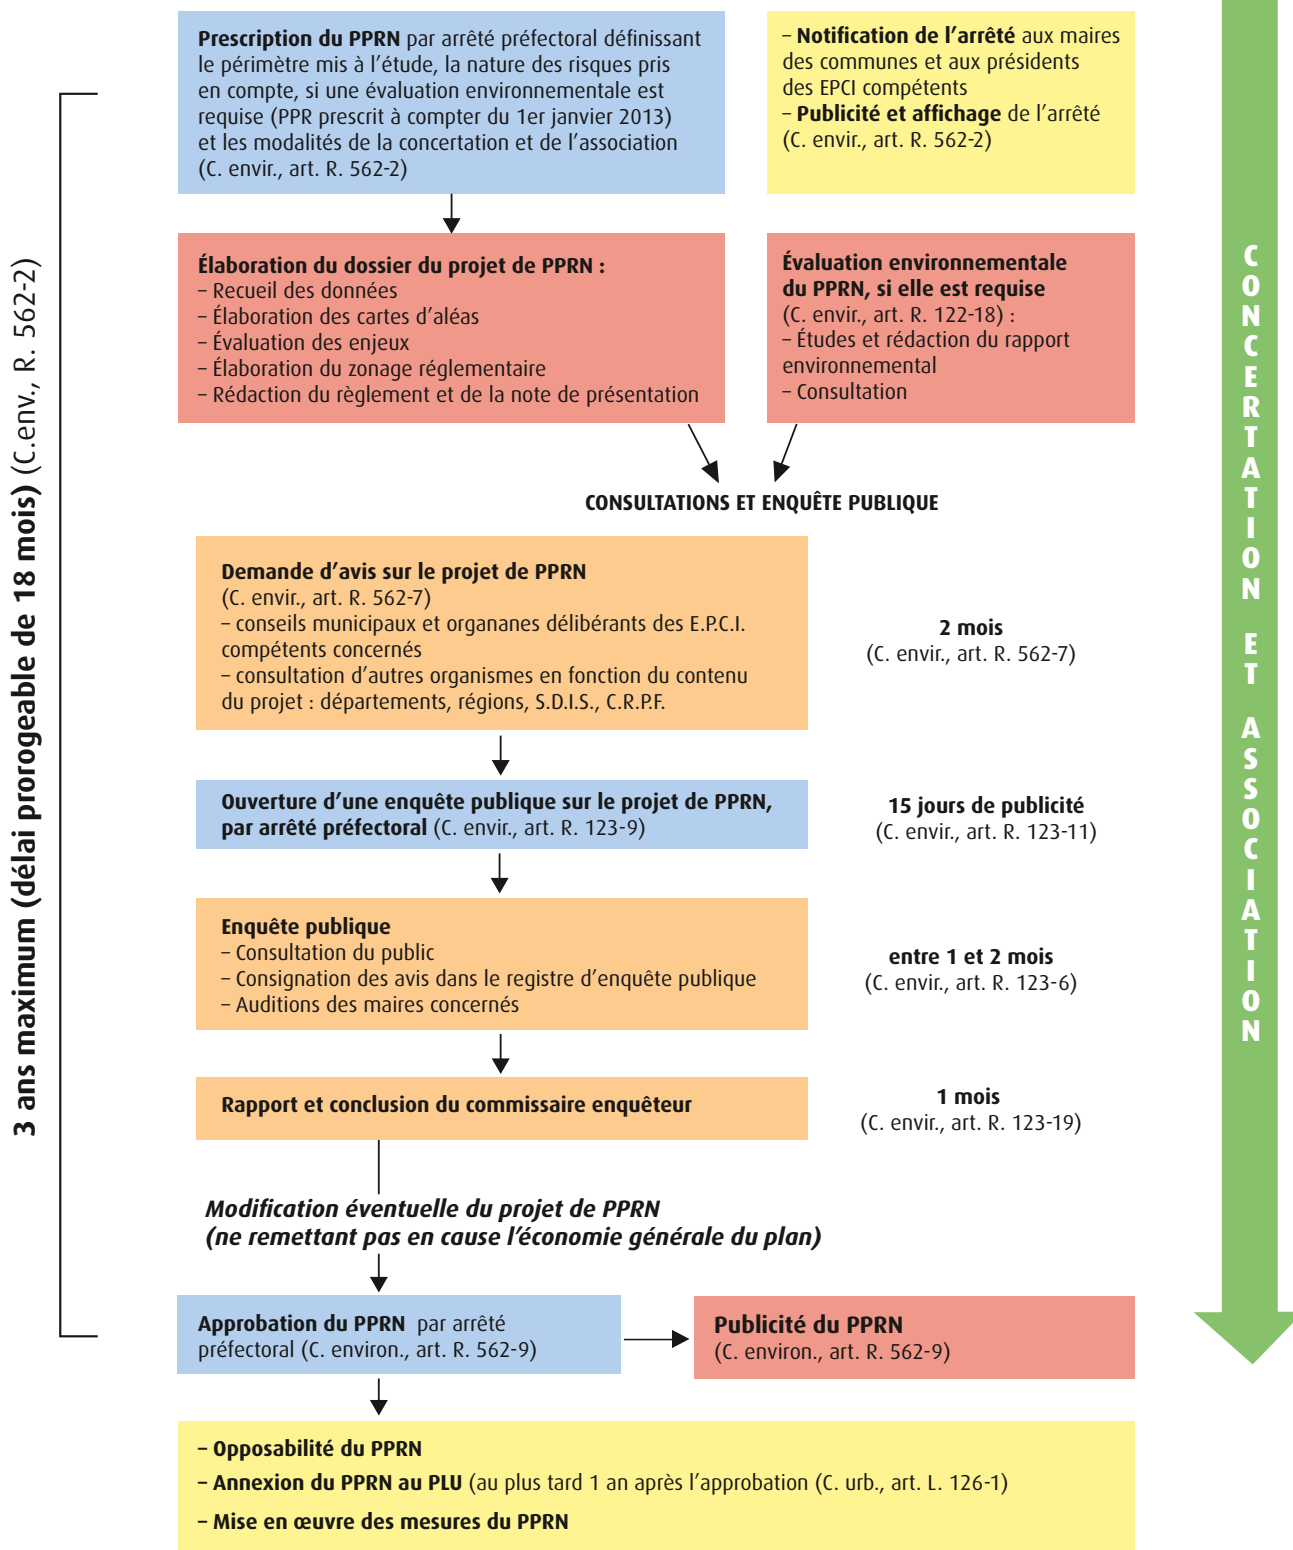 Prescription du PPRN par arrêté préfectoral définissant
le périmètre mis à l'étude, la nature des risques pris
en compte, si une évaluation environnementale est
requise (PPR prescrit à compter du 1er janvier 2013)
et les modalités de la concertation et de l'association
(C. envir., art. R. 562-2)
– Notification de l'arrêté aux maires
des communes et aux présidents
des EPCI compétents
– Publicité et affichage de l'arrêté
(C. envir., art. R. 562-2)
3 ans maximum (délai prorogeable de 18 mois) (C.env., R. 562-2)
Élaboration du dossier du projet de PPRN :
– Recueil des données
– Élaboration des cartes d'aléas
– Évaluation des enjeux
– Élaboration du zonage réglementaire
– Rédaction du règlement et de la note de présentation
Évaluation environnementale
du PPRN, si elle est requise
(C. envir., art. R. 122-18) :
– Études et rédaction du rapport
environnemental
– Consultation
CONCERTATION ET ASSOCIATION
CONSULTATIONS ET ENQUÊTE PUBLIQUE
Demande d'avis sur le projet de PPRN
(C. envir., art. R. 562-7)
– conseils municipaux et organanes délibérants des E.P.C.I.
compétents concernés
– consultation d'autres organismes en fonction du contenu
du projet : départements, régions, S.D.I.S., C.R.P.F.
2 mois
(C. envir., art. R. 562-7)
Ouverture d'une enquête publique sur le projet de PPRN,
par arrêté préfectoral (C. envir., art. R. 123-9)
15 jours de publicité
(C. envir., art. R. 123-11)
Enquête publique
– Consultation du public
– Consignation des avis dans le registre d'enquête publique
– Auditions des maires concernés
entre 1 et 2 mois
(C. envir., art. R. 123-6)
Rapport et conclusion du commissaire enquêteur
1 mois
(C. envir., art. R. 123-19)
Modification éventuelle du projet de PPRN
(ne remettant pas en cause l'économie générale du plan)
Approbation du PPRN par arrêté
préfectoral (C. environ., art. R. 562-9)
Publicité du PPRN
(C. environ., art. R. 562-9)
– Opposabilité du PPRN
– Annexion du PPRN au PLU (au plus tard 1 an après l'approbation (C. urb., art. L. 126-1)
– Mise en œuvre des mesures du PPRN